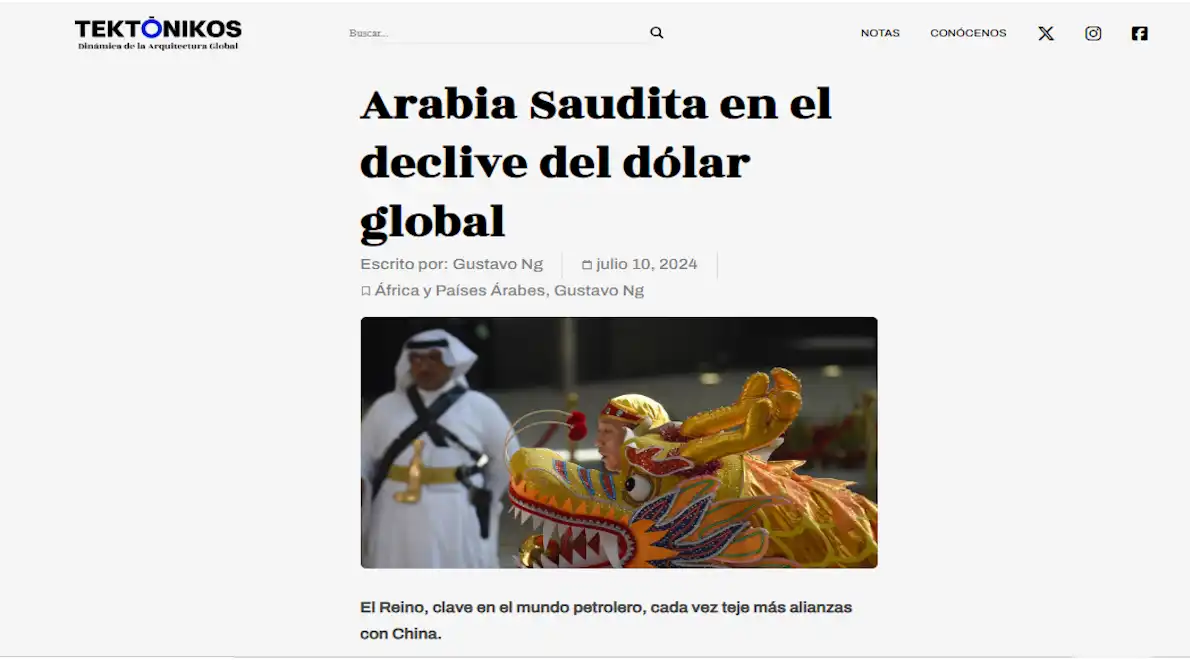 TEKTŌNIKOS
Dinámica de la Arquitectura Global
Buscar...
NOTAS
CONÓCENOS
Arabia Saudita en el
declive del dólar
global
Escrito por: Gustavo Ng
julio 10, 2024
África y Países Árabes, Gustavo Ng
El Reino, clave en el mundo petrolero, cada vez teje más alianzas
con China.